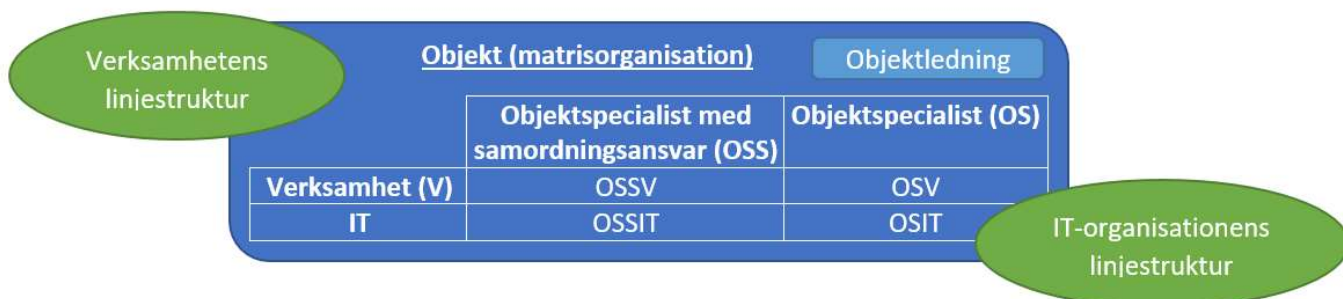 Verksamhetens
linjestruktur
Objekt (matrisorganisation)
Objektledning
Objektspecialist med
samordningsansvar (OSS)
Objektspecialist (OS)
Verksamhet (V)
OSSV
OSV
IT
OSSIT
OSIT
IT-organisationens
linjestruktur